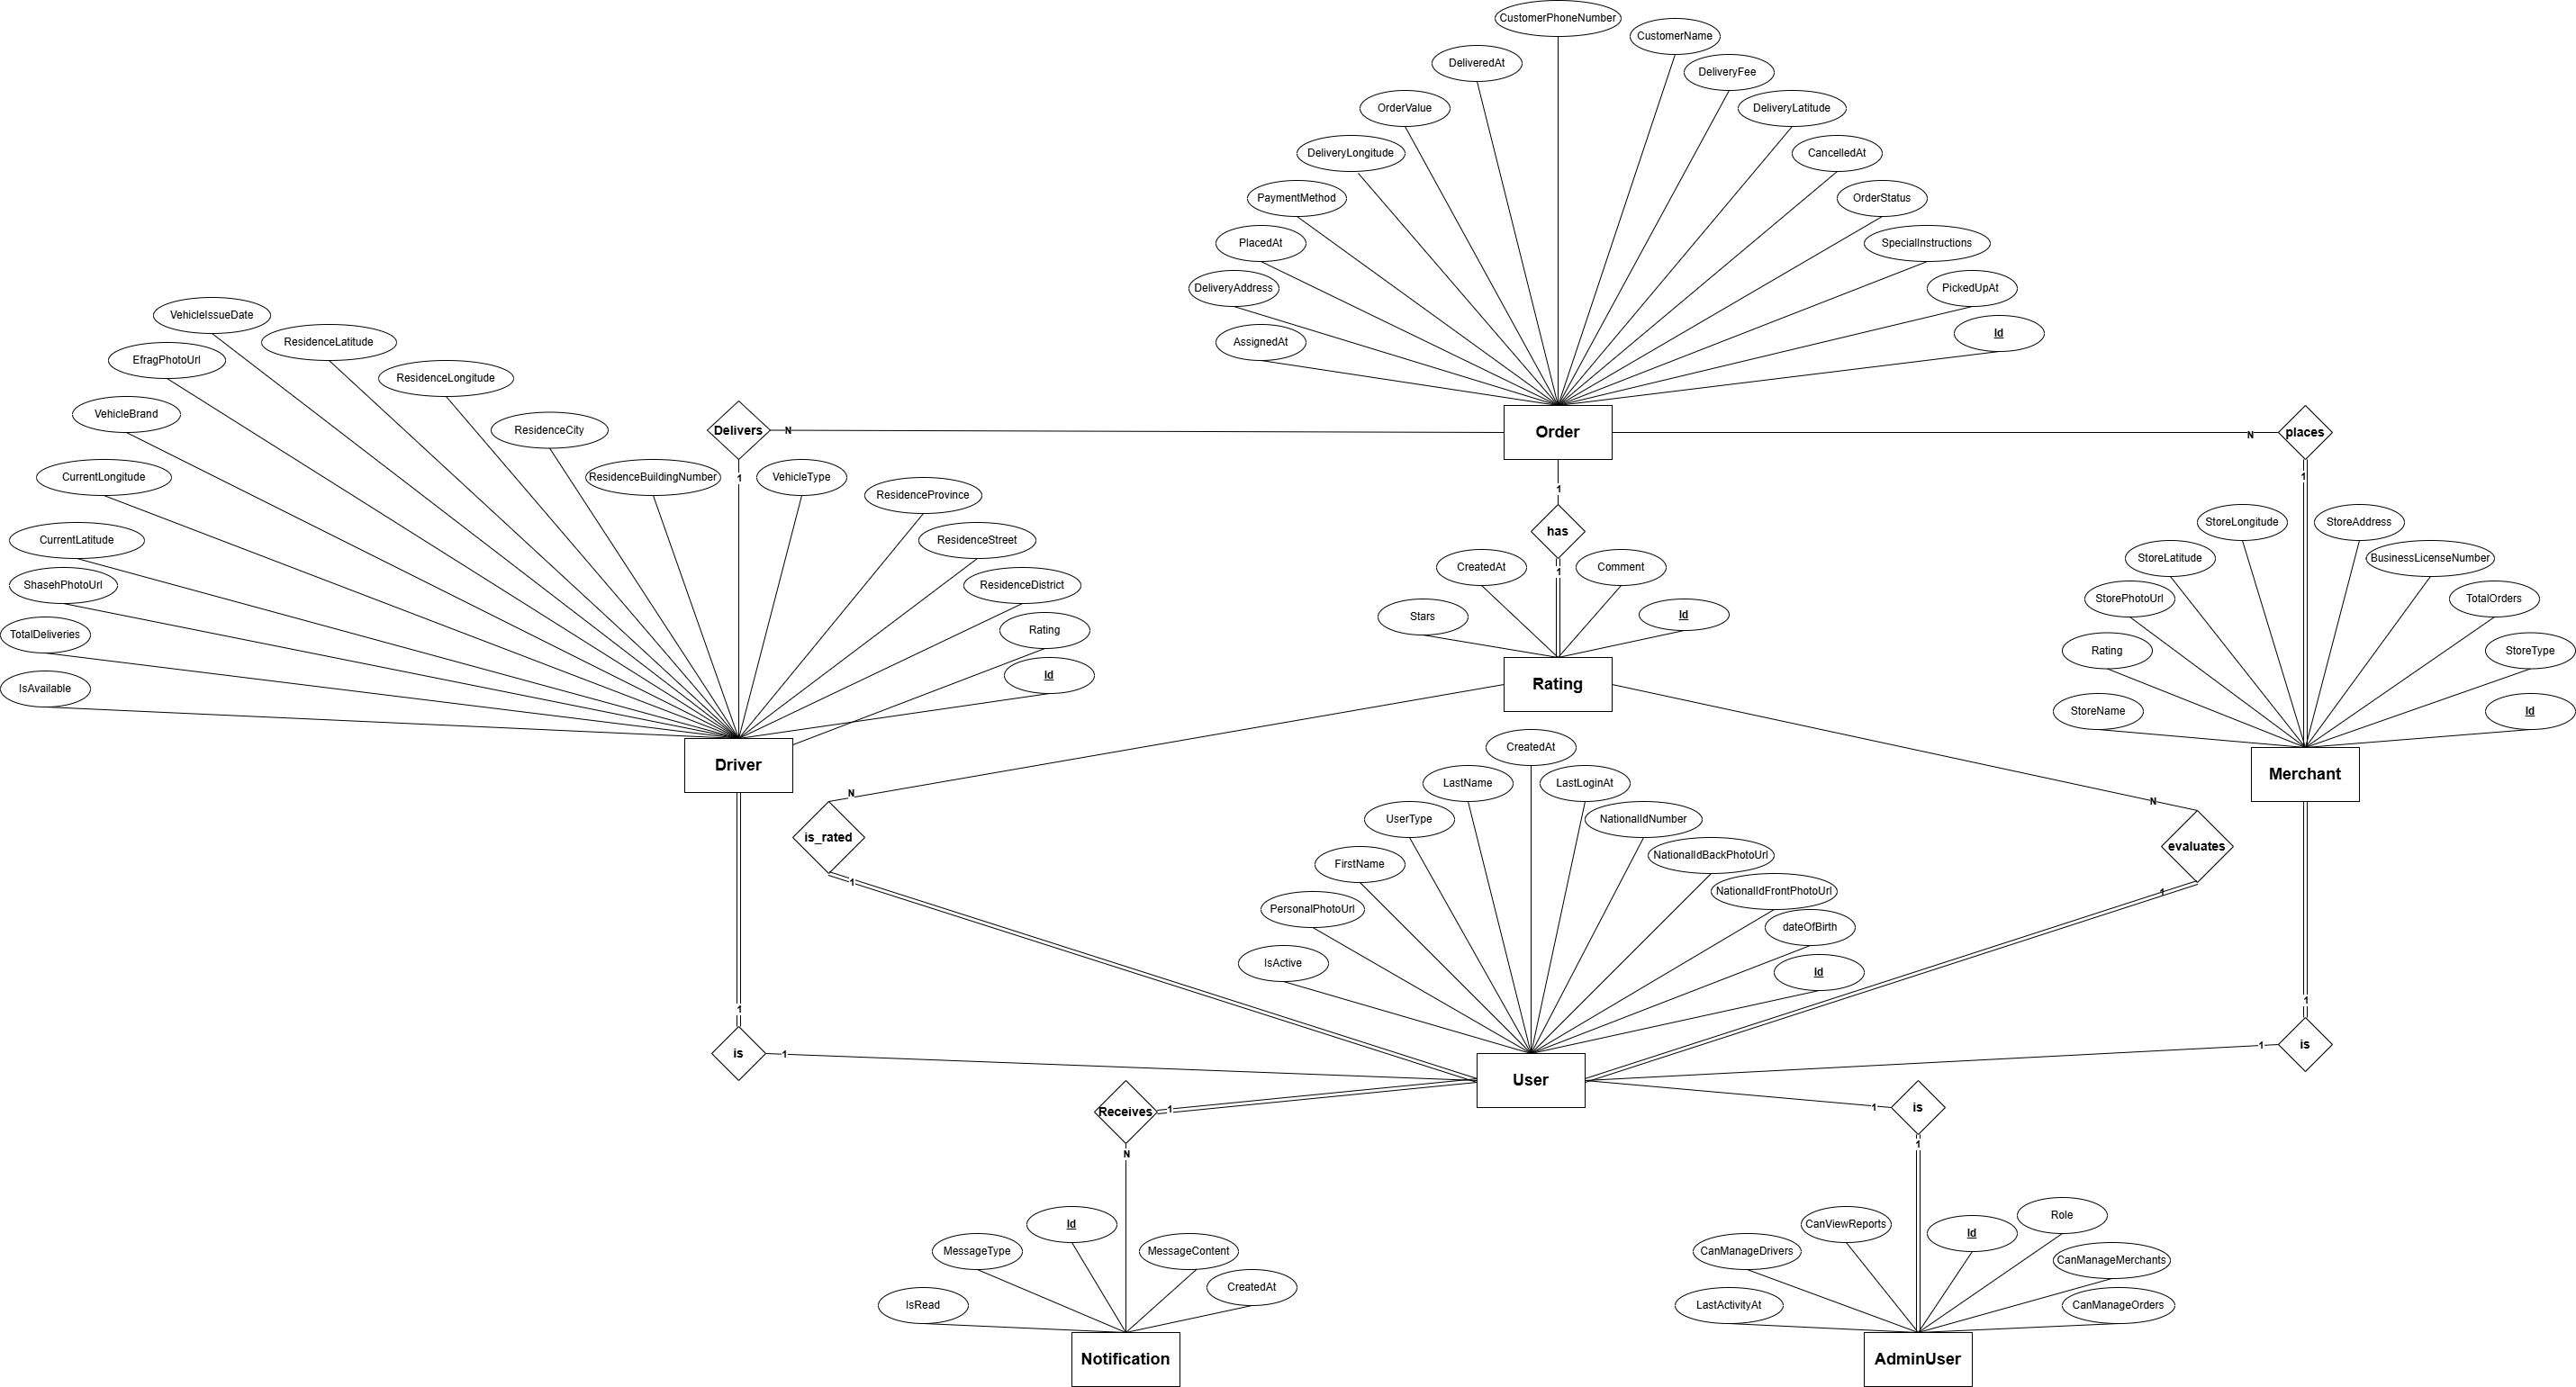 CustomerPhoneNumber
CustomerName
DeliveredAt
DeliveryFee
OrderValue
DeliveryLatitude
DeliveryLongitude
CancelledAt
PaymentMethod
OrderStatus
PlacedAt
SpecialInstructions
DeliveryAddress
PickedUpAt
AssignedAt
Id
VehicleIssueDate
ResidenceLatitude
EfragPhotoUrl
ResidenceLongitude
VehicleBrand
ResidenceCity
CurrentLongitude
ResidenceBuildingNumber
VehicleType
ResidenceProvince
CurrentLatitude
ResidenceStreet
ShasehPhotoUrl
ResidenceDistrict
TotalDeliveries
Rating
IsAvailable
Id
Delivers
N
1
Order
N
places
1
1
has
1
CreatedAt
Comment
Stars
Id
Rating
StoreLongitude
StoreAddress
StoreLatitude
BusinessLicenseNumber
StorePhotoUrl
TotalOrders
Rating
StoreType
StoreName
Id
Driver
Merchant
N
is_rated
1
N
evaluates
1
CreatedAt
LastName
LastLoginAt
UserType
NationalIdNumber
FirstName
NationalIdBackPhotoUrl
PersonalPhotoUrl
NationalIdFrontPhotoUrl
dateOfBirth
IsActive
Id
1
is
1
User
1
1
is
Receives
1
N
1
is
1
Id
MessageType
MessageContent
IsRead
CreatedAt
Notification
CanViewReports
Id
Role
CanManageDrivers
CanManageMerchants
LastActivityAt
CanManageOrders
AdminUser